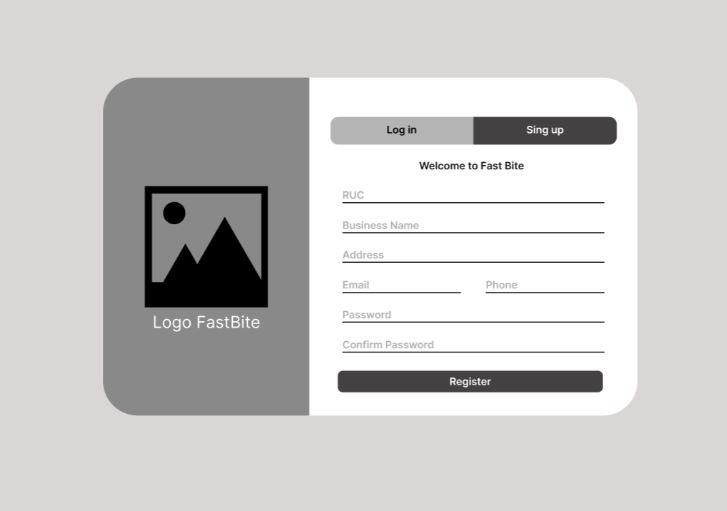 Log in
Sing up
Welcome to Fast Bite
RUC
Business Name
Address
Email
Phone
Password
Confirm Password
Register
Logo FastBite